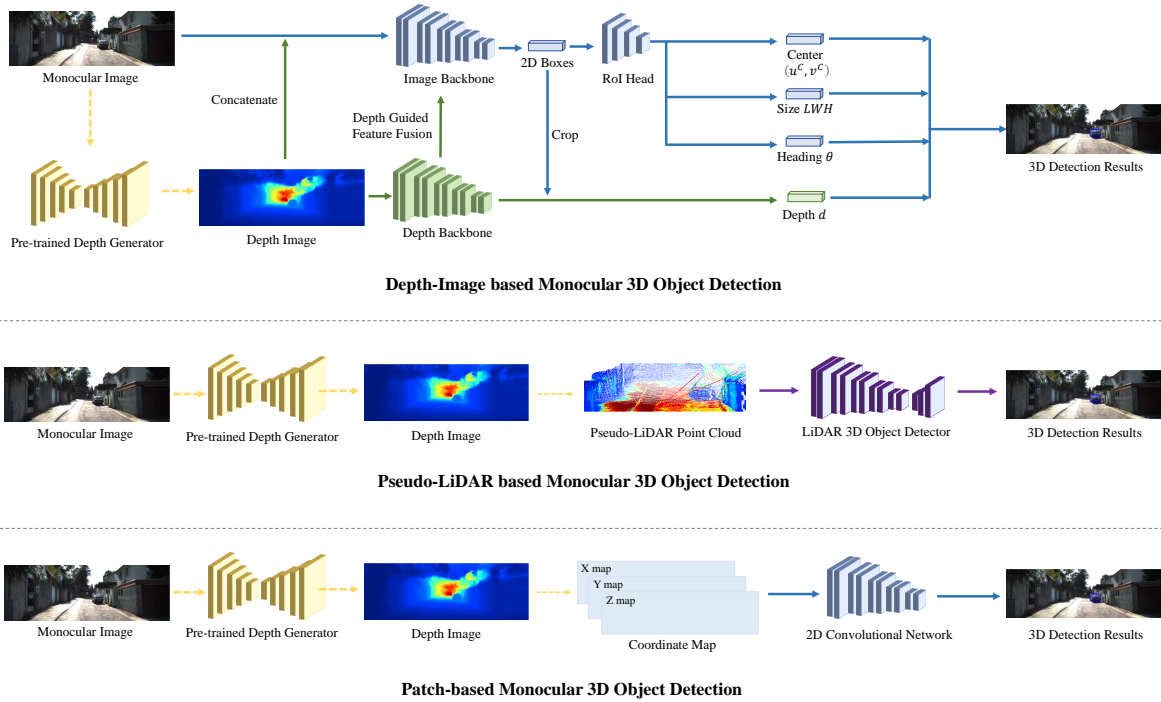 Monocular Image
Concatenate
Image Backbone
2D Boxes
RoI Head
Center
(u^C, v^C)
Depth Guided
Feature Fusion
Crop
Size LWH
Heading θ
3D Detection Results
Pre-trained Depth Generator
Depth Image
Depth Backbone
Depth d
Depth-Image based Monocular 3D Object Detection
Monocular Image
Pre-trained Depth Generator
Depth Image
Pseudo-LiDAR Point Cloud
LiDAR 3D Object Detector
3D Detection Results
Pseudo-LiDAR based Monocular 3D Object Detection
X map
Y map
Z map
Monocular Image
Pre-trained Depth Generator
Depth Image
Coordinate Map
2D Convolutional Network
3D Detection Results
Patch-based Monocular 3D Object Detection